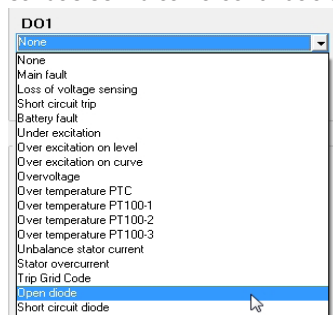 DO1
None
None
Main fault
Loss of voltage sensing
Short circuit trip
Battery fault
Under excitation
Over excitation on level
Over excitation on curve
Overvoltage
Over temperature PTC
Over temperature PT100-1
Over temperature PT100-2
Over temperature PT100-3
Unbalance stator current
Stator overcurrent
Trip Grid Code
Open diode
Short circuit diode